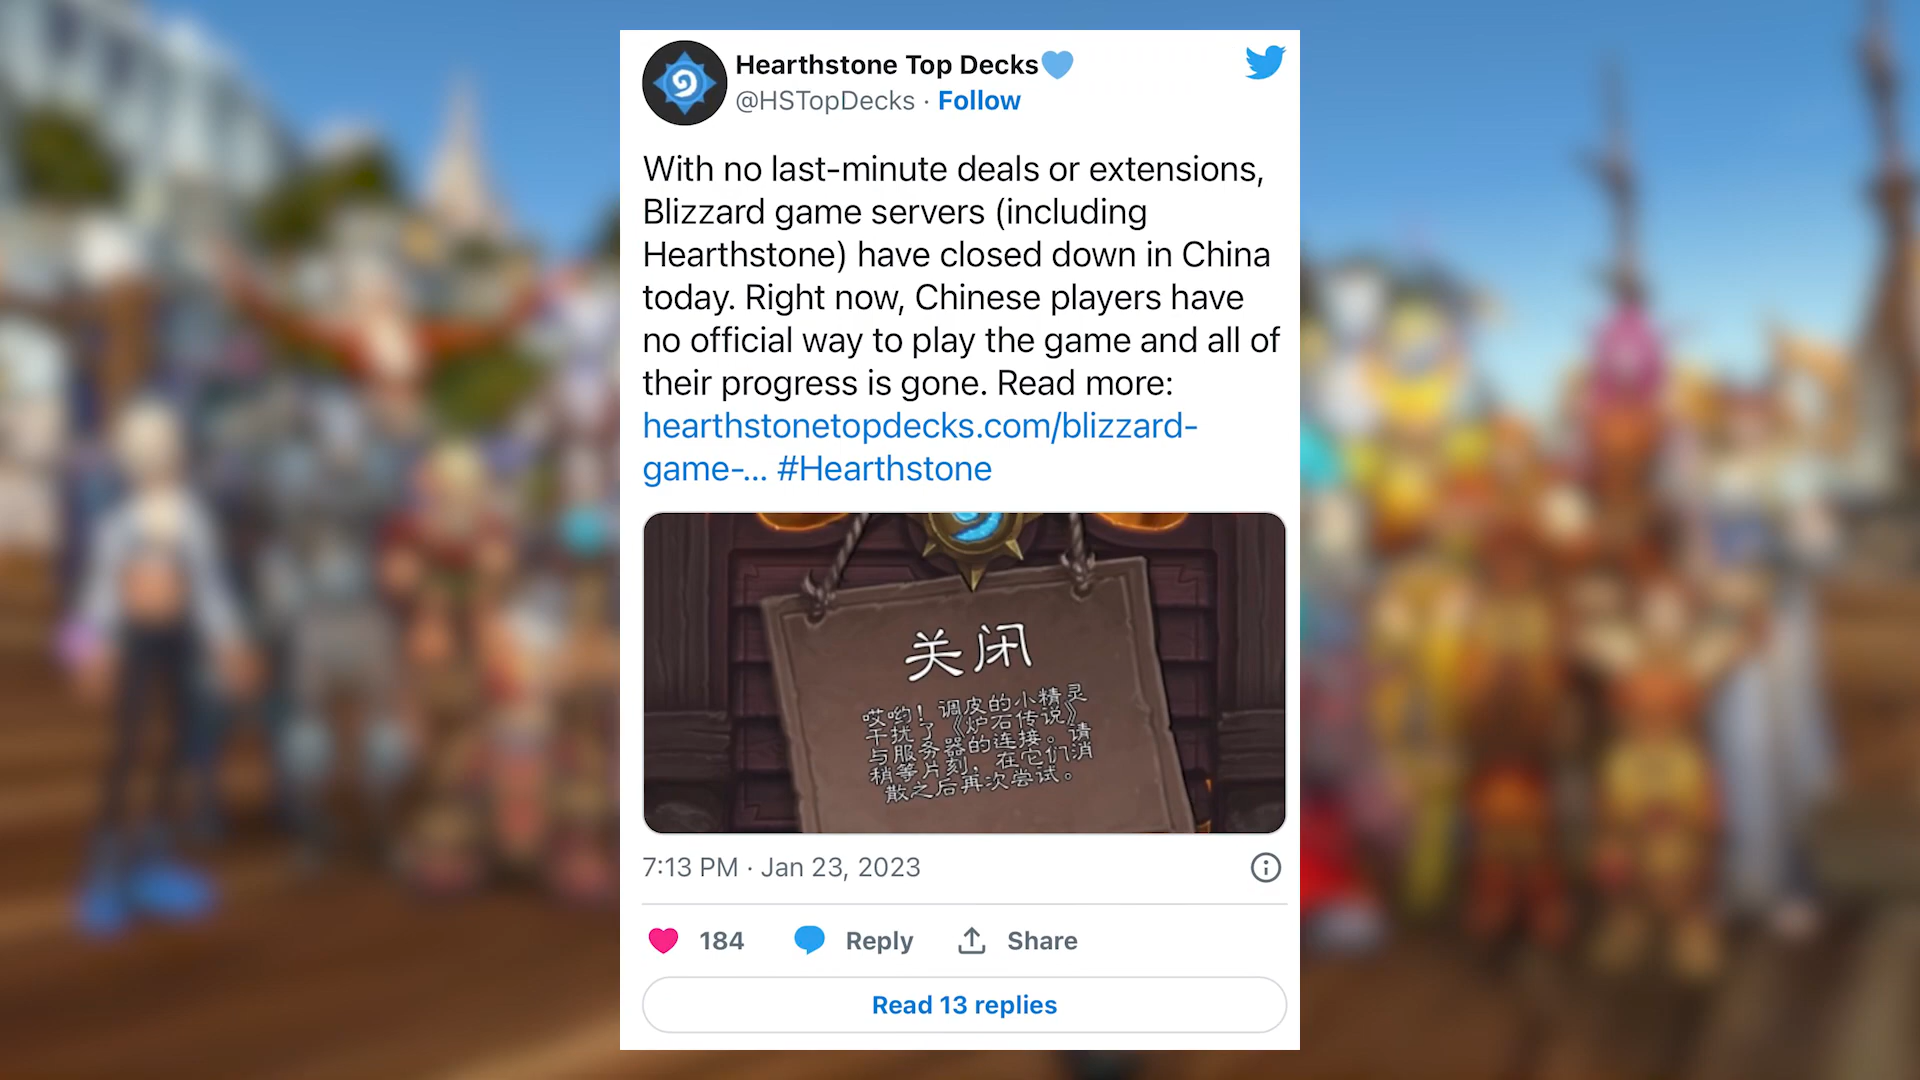 Hearthstone Top Decks💙
@HSTopDecks · Follow
With no last-minute deals or extensions,
Blizzard game servers (including
Hearthstone) have closed down in China
today. Right now, Chinese players have
no official way to play the game and all of
their progress is gone. Read more:
hearthstonetopdecks.com/blizzard-
game-... #Hearthstone
关闭
哎哟！调皮的小精灵
干扰了《炉石传说》
与服务器的连接。请
稍等片刻，在它们消
散之后再次尝试。
7:13 PM · Jan 23, 2023
184 Reply Share
Read 13 replies